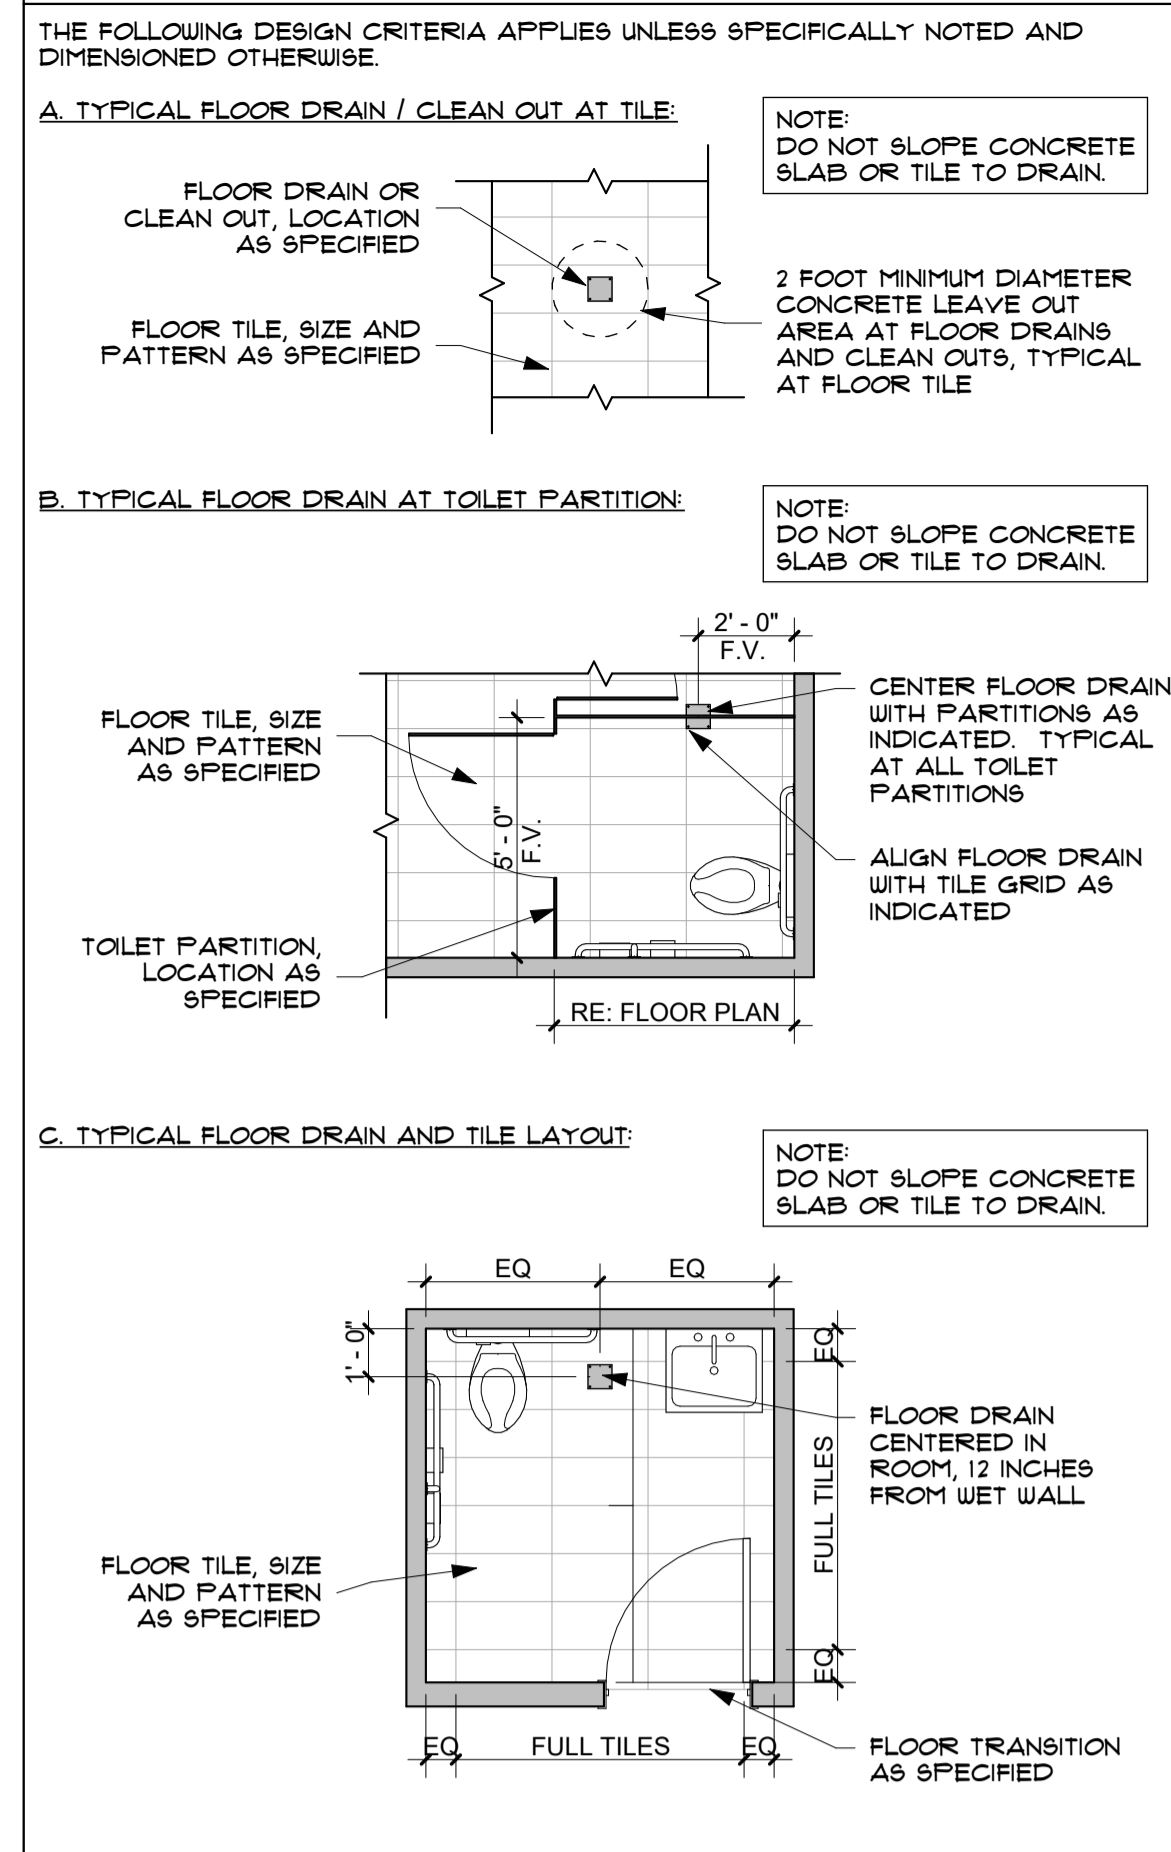 THE FOLLOWING DESIGN CRITERIA APPLIES UNLESS SPECIFICALLY NOTED AND
DIMENSIONED OTHERWISE.
A. TYPICAL FLOOR DRAIN / CLEAN OUT AT TILE:
NOTE:
DO NOT SLOPE CONCRETE
SLAB OR TILE TO DRAIN.
FLOOR DRAIN OR
CLEAN OUT, LOCATION
AS SPECIFIED
FLOOR TILE, SIZE AND
PATTERN AS SPECIFIED
2 FOOT MINIMUM DIAMETER
CONCRETE LEAVE OUT
AREA AT FLOOR DRAINS
AND CLEAN OUTS, TYPICAL
AT FLOOR TILE
B. TYPICAL FLOOR DRAIN AT TOILET PARTITION:
NOTE:
DO NOT SLOPE CONCRETE
SLAB OR TILE TO DRAIN.
2' - 0"
F.V.
FLOOR TILE, SIZE
AND PATTERN
AS SPECIFIED
5' - 0"
F.V.
TOILET PARTITION,
LOCATION AS
SPECIFIED
CENTER FLOOR DRAIN
WITH PARTITIONS AS
INDICATED. TYPICAL
AT ALL TOILET
PARTITIONS
ALIGN FLOOR DRAIN
WITH TILE GRID AS
INDICATED
RE: FLOOR PLAN
C. TYPICAL FLOOR DRAIN AND TILE LAYOUT:
NOTE:
DO NOT SLOPE CONCRETE
SLAB OR TILE TO DRAIN.
EQ
EQ
1' - 0"
EQ
FULL TILES
EQ
FLOOR DRAIN
CENTERED IN
ROOM, 12 INCHES
FROM WET WALL
FLOOR TILE, SIZE
AND PATTERN
AS SPECIFIED
EQ
FULL TILES
EQ
FLOOR TRANSITION
AS SPECIFIED